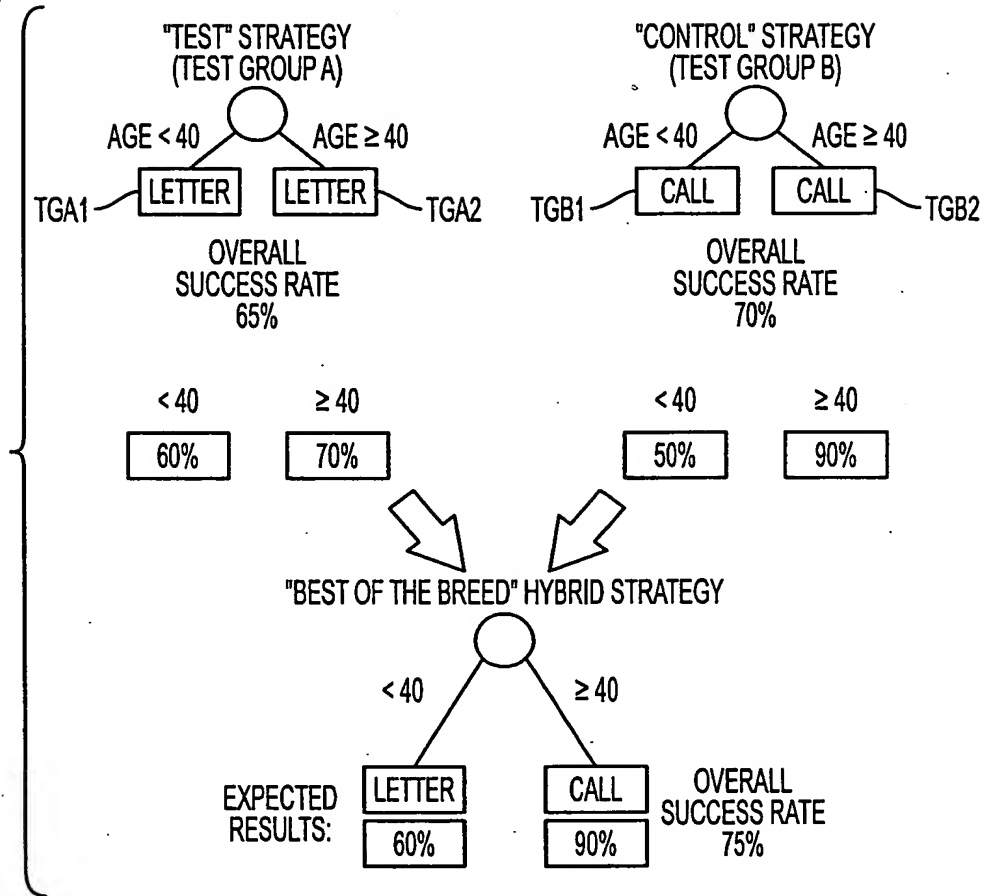 "TEST" STRATEGY
(TEST GROUP A)
AGE < 40
AGE ≥ 40
TGA1
LETTER
LETTER
TGA2
OVERALL
SUCCESS RATE
65%
"CONTROL" STRATEGY
(TEST GROUP B)
AGE < 40
AGE ≥ 40
TGB1
CALL
CALL
TGB2
OVERALL
SUCCESS RATE
70%
< 40
≥ 40
60%
70%
< 40
≥ 40
50%
90%
"BEST OF THE BREED" HYBRID STRATEGY
< 40
≥ 40
EXPECTED
RESULTS:
LETTER
60%
CALL
90%
OVERALL
SUCCESS RATE
75%